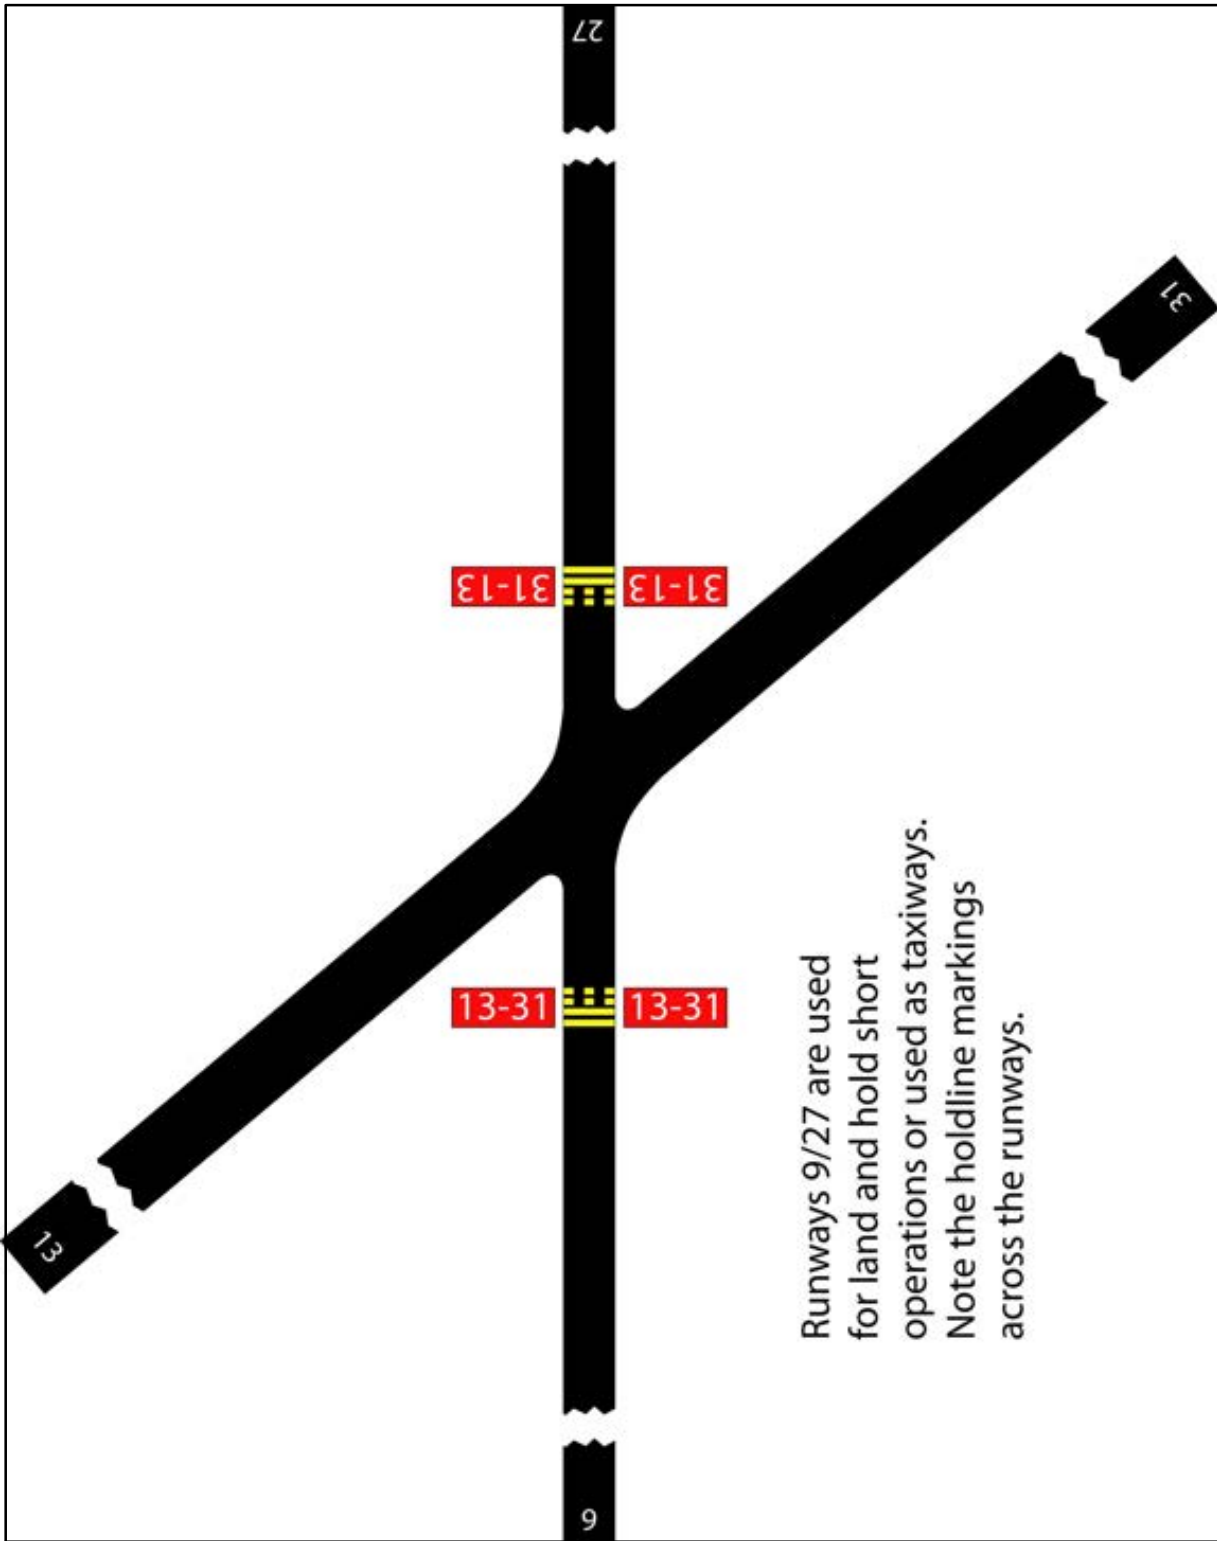 27
31
31-13
31-13
13-31
13-31
13
9
Runways 9/27 are used
for land and hold short
operations or used as taxiways.
Note the holdline markings
across the runways.